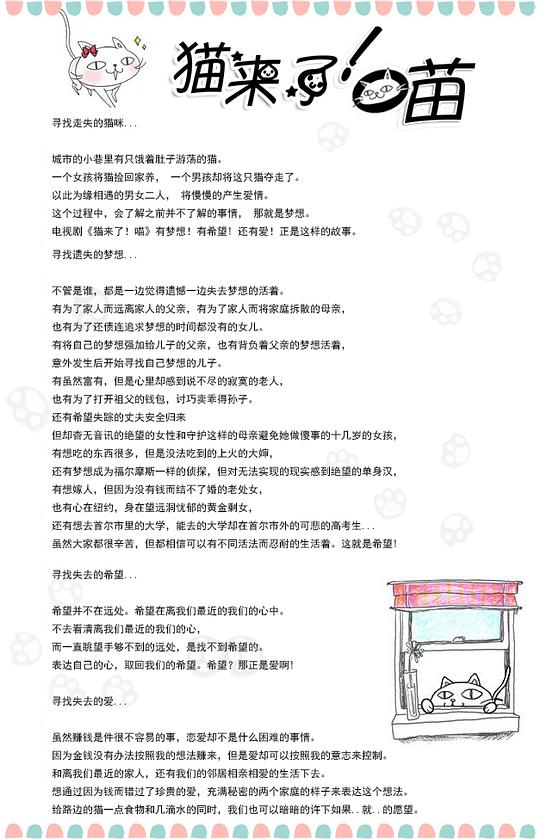 猫来了!喵
寻找走失的猫咪...
城市的小巷里有只饿着肚子游荡的猫。
一个女孩将猫捡回家养， 一个男孩却将这只猫夺走了。
以此为缘相遇的男女二人， 将慢慢的产生爱情。
这个过程中，会了解之前并不了解的事情， 那就是梦想。
电视剧《猫来了！喵》有梦想！有希望！还有爱！正是这样的故事。
寻找遗失的梦想...
不管是谁，都是一边觉得遗憾一边失去梦想的活着。
有为了家人而远离家人的父亲，有为了家人而将家庭拆散的母亲，
也有为了还债连追求梦想的时间都没有的女儿。
有将自己的梦想强加给儿子的父亲，也有背负着父亲的梦想活着，
意外发生后开始寻找自己梦想的儿子。
有虽然富有，但是心里却感到说不尽的寂寞的老人，
也有为了打开祖父的钱包，讨巧卖乖得孙子。
还有希望失踪的丈夫安全归来
但却杳无音讯的绝望的女性和守护这样的母亲避免她做傻事的十几岁的女孩，
有想吃的东西很多，但是没法吃到的上火的大婶，
还有梦想成为福尔摩斯一样的侦探，但对无法实现的现实感到绝望的单身汉，
有想嫁人，但因为没有钱而结不了婚的老处女，
也有心在纽约，身在望远洞忧郁的黄金剩女，
还有想去首尔市里的大学，能去的大学却在首尔市外的可悲的高考生...
虽然大家都很辛苦，但都相信可以有不同活法而忍耐的生活着。这就是希望！
寻找失去的希望...
希望并不在远处。希望在离我们最近的我们的心中。
不去看清离我们最近的我们的心，
而一直眺望手够不到的远处，是找不到希望的。
表达自己的心，取回我们的希望。希望？那正是爱啊！
寻找失去的爱...
虽然赚钱是件很不容易的事，恋爱却不是什么困难的事情。
因为金钱没有办法按照我的想法赚来，但是爱却可以按照我的意志来控制。
和离我们最近的家人，还有我们的邻居相亲相爱的生活下去。
想通过因为钱而错过了珍贵的爱，充满秘密的两个家庭的样子来表达这个想法。
给路边的猫一点食物和几滴水的同时，我们也可以暗暗的许下如果..就..的愿望。